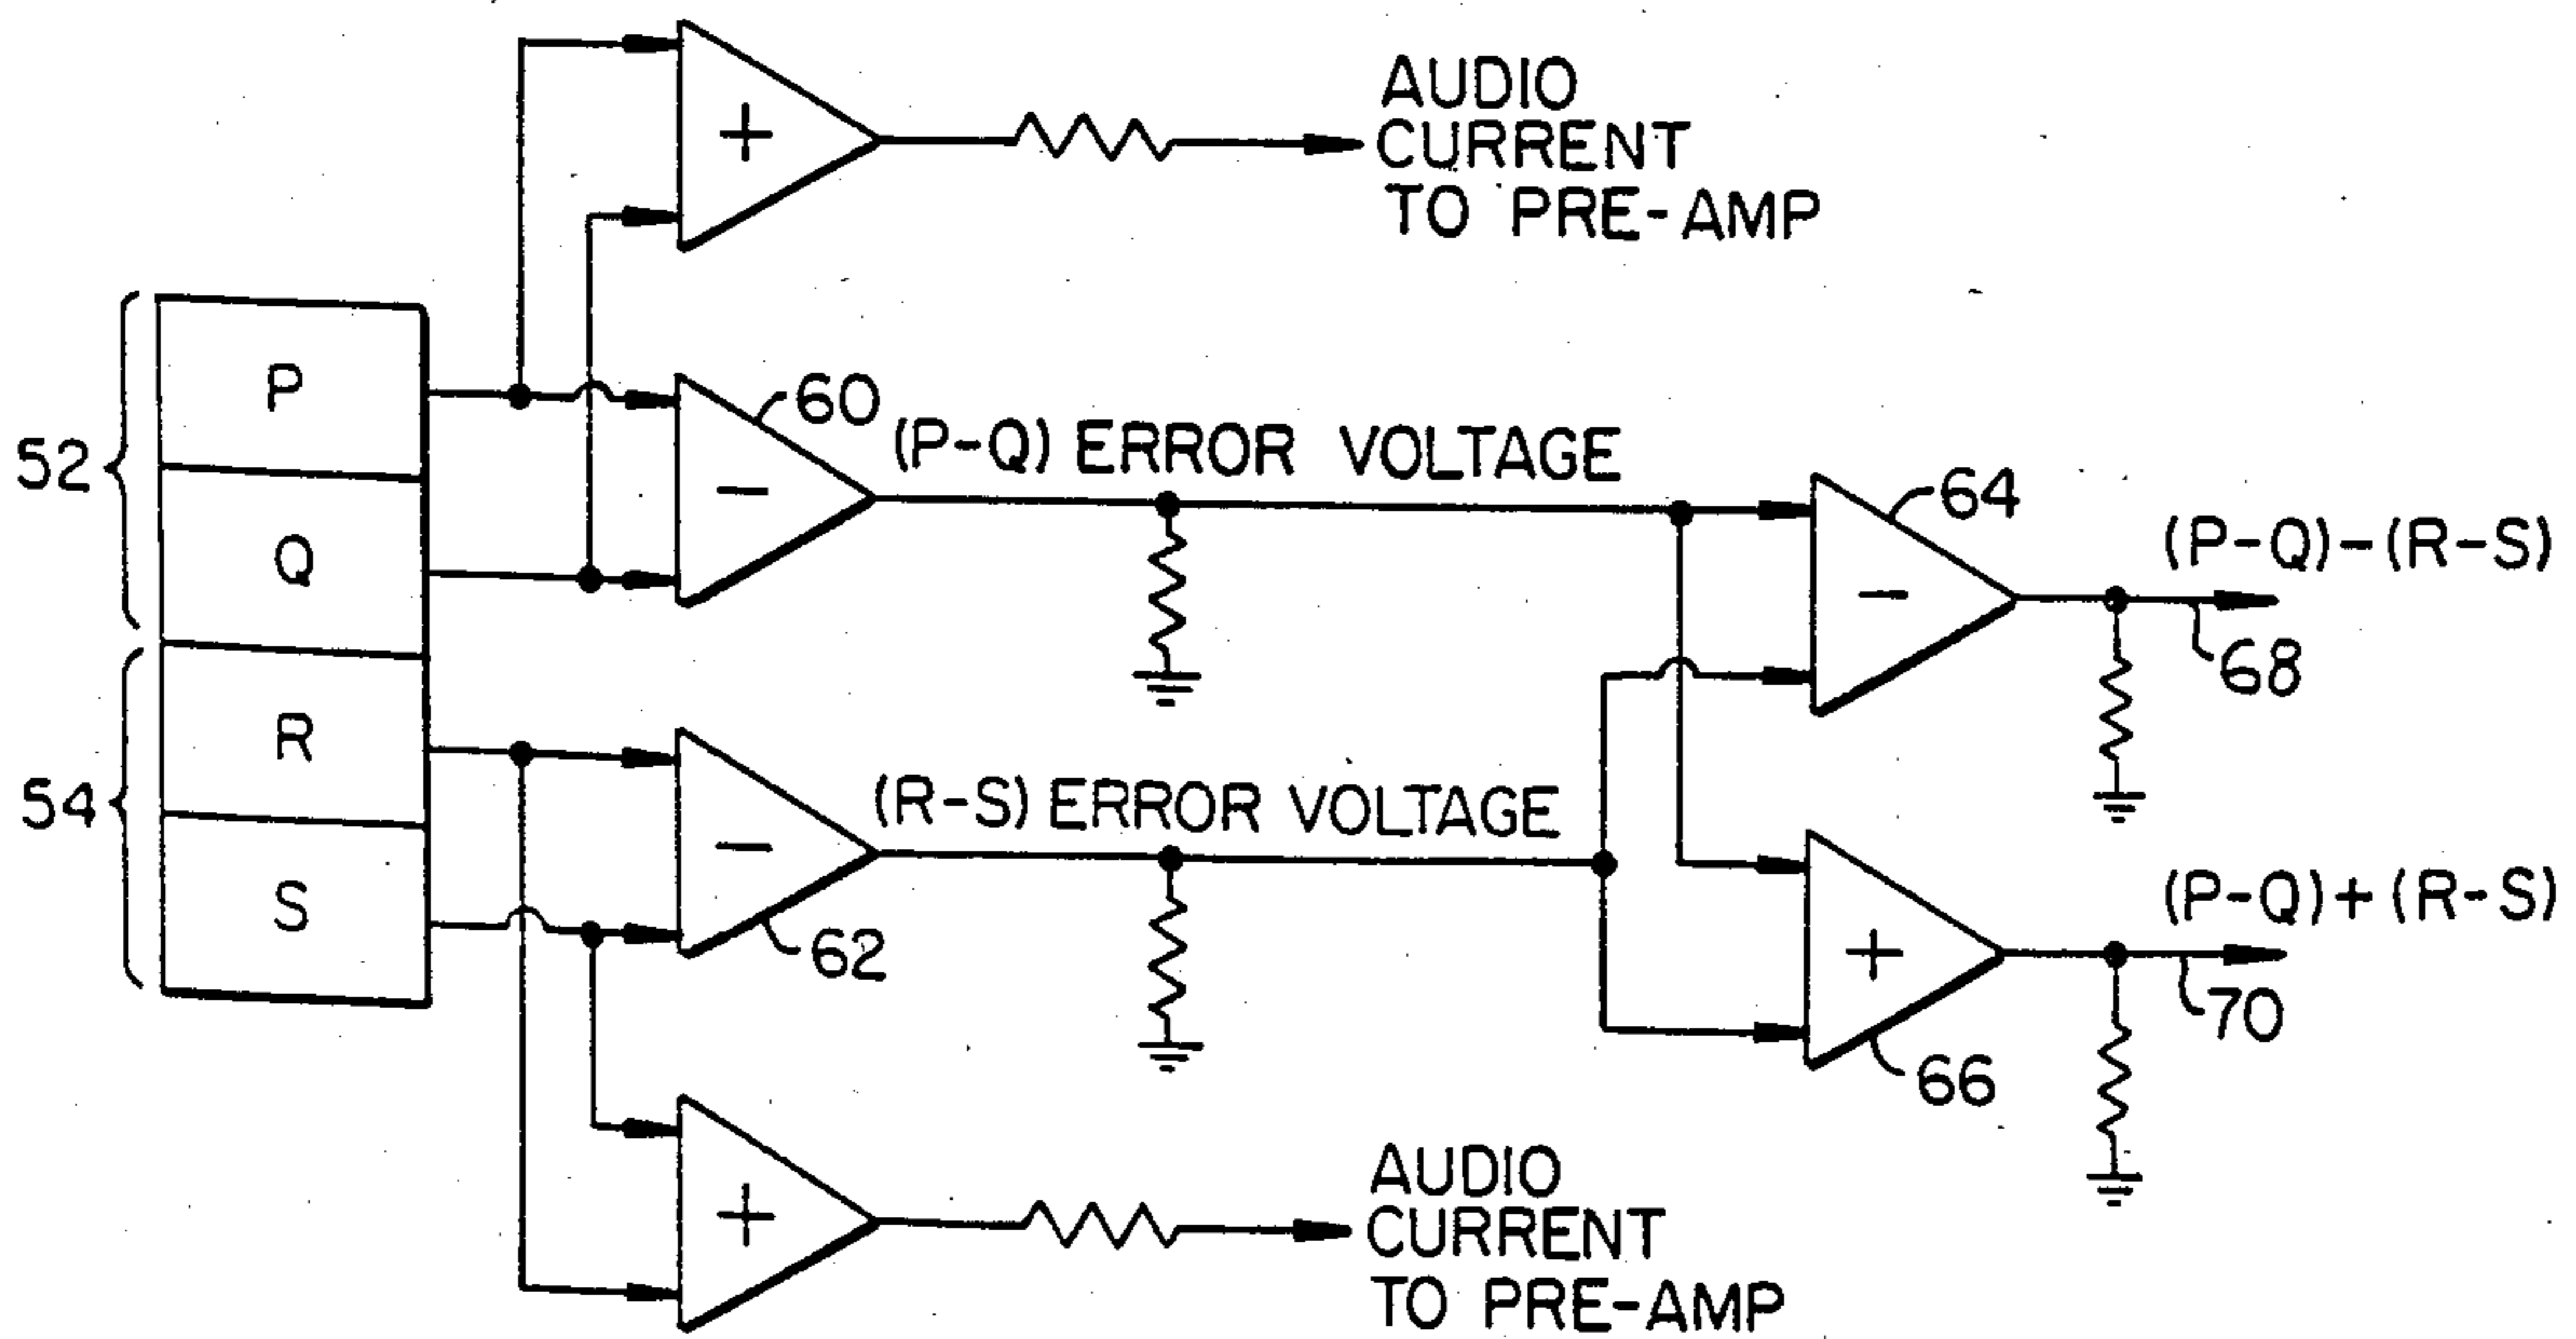 +
AUDIO
CURRENT
TO PRE-AMP
52
P
Q
60
(P-Q) ERROR VOLTAGE
-
64
-
(P-Q)-(R-S)
68
54
R
S
(R-S) ERROR VOLTAGE
-
62
+
(P-Q)+(R-S)
70
66
+
AUDIO
CURRENT
TO PRE-AMP